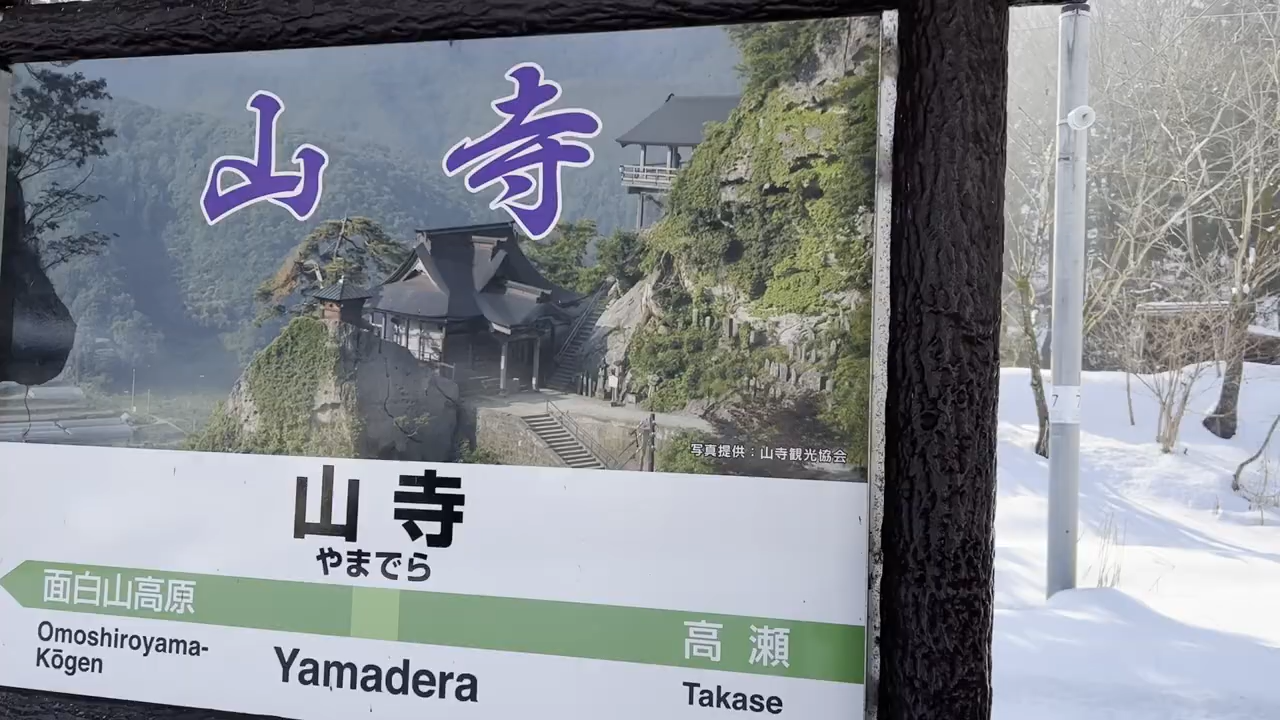 山 寺
写真提供：山寺観光協会
山 寺
やまでら
面白山高原
高 瀬
Omoshiroyama-
Kōgen
Yamadera
Takase
7